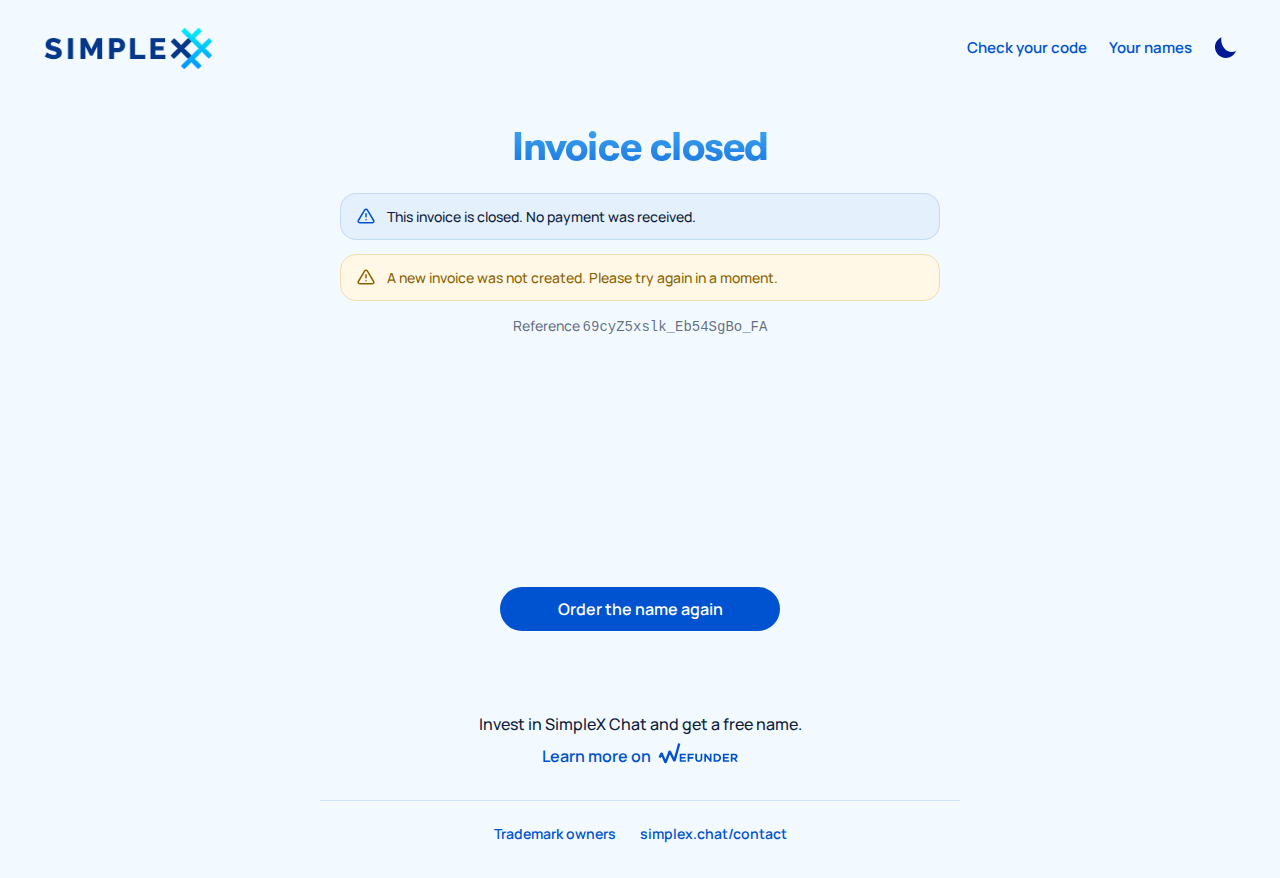 SIMPLEX
Check your code
Your names
Invoice closed
This invoice is closed. No payment was received.
A new invoice was not created. Please try again in a moment.
Reference 69cyZ5xslk_Eb54SgBo_FA
Order the name again
Invest in SimpleX Chat and get a free name.
Learn more on WEFUNDER
Trademark owners
simplex.chat/contact